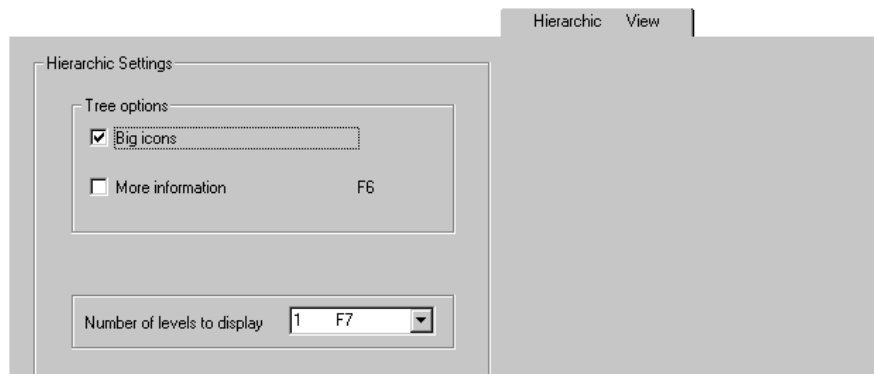 Hierarchic View
Hierarchic Settings
Tree options
Big icons
More information F6
Number of levels to display 1 F7